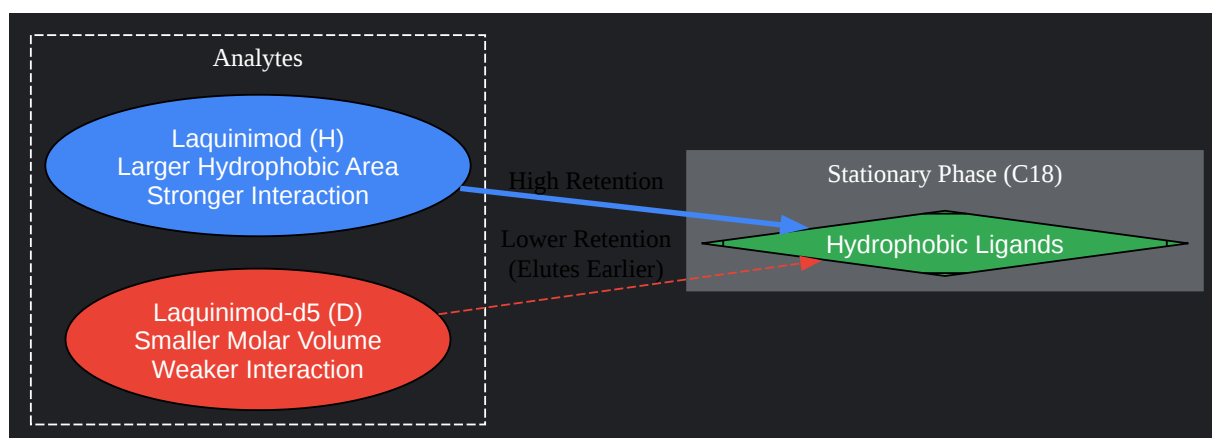 Analytes
Laquinimod (H)
Larger Hydrophobic Area
Stronger Interaction
High Retention
Stationary Phase (C18)
Hydrophobic Ligands
Lower Retention
(Elutes Earlier)
Laquinimod-d5 (D)
Smaller Molar Volume
Weaker Interaction